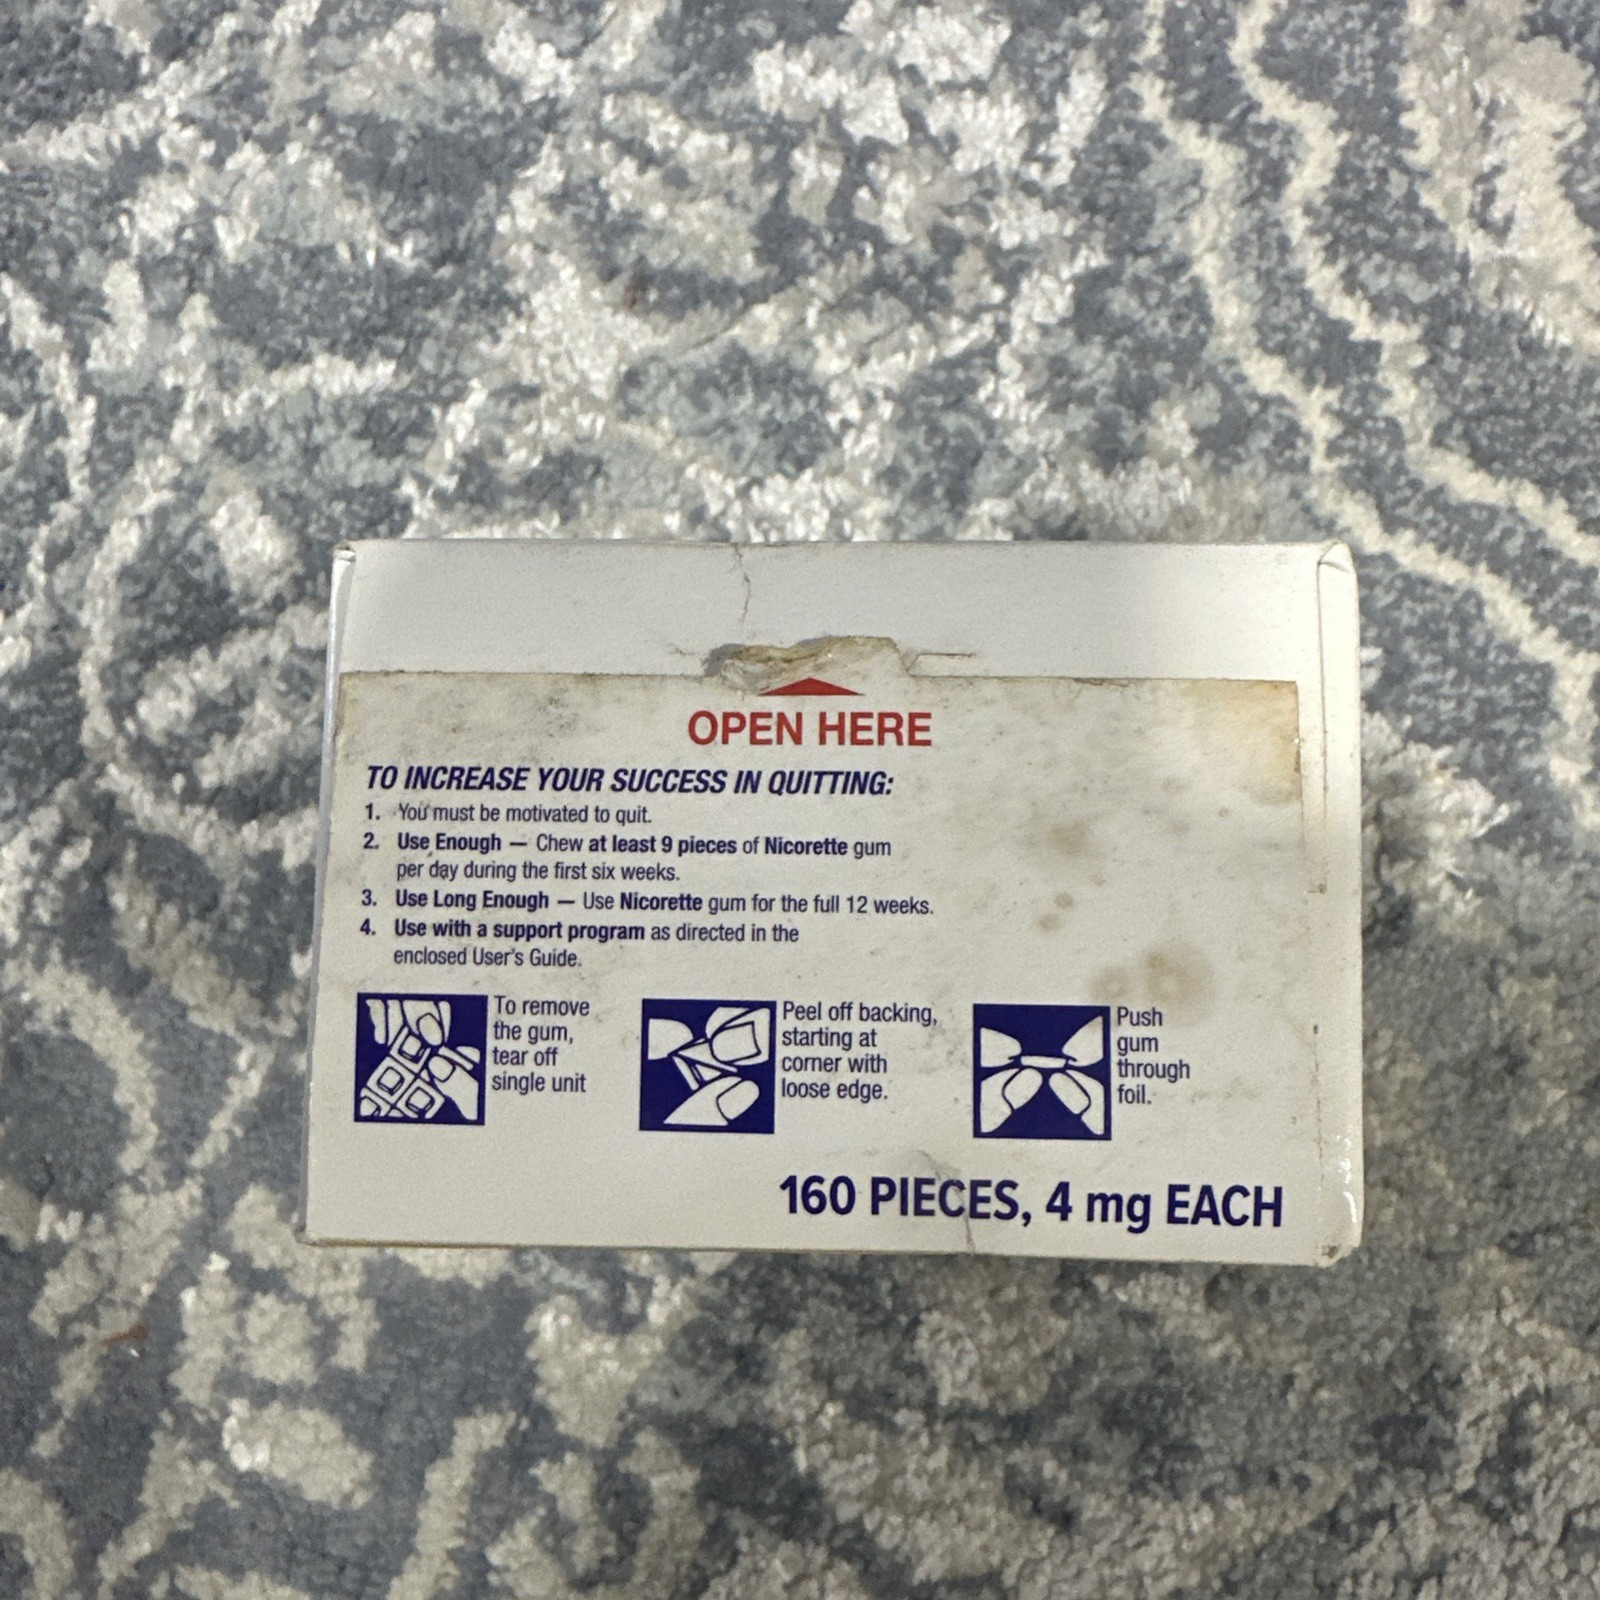 OPEN HERE
TO INCREASE YOUR SUCCESS IN QUITTING:
1. You must be motivated to quit.
2. Use Enough — Chew at least 9 pieces of Nicorette gum
per day during the first six weeks.
3. Use Long Enough — Use Nicorette gum for the full 12 weeks.
4. Use with a support program as directed in the
enclosed User's Guide.
To remove
the gum,
tear off
single unit
Peel off backing,
starting at
corner with
loose edge.
Push
gum
through
foil.
160 PIECES, 4 mg EACH